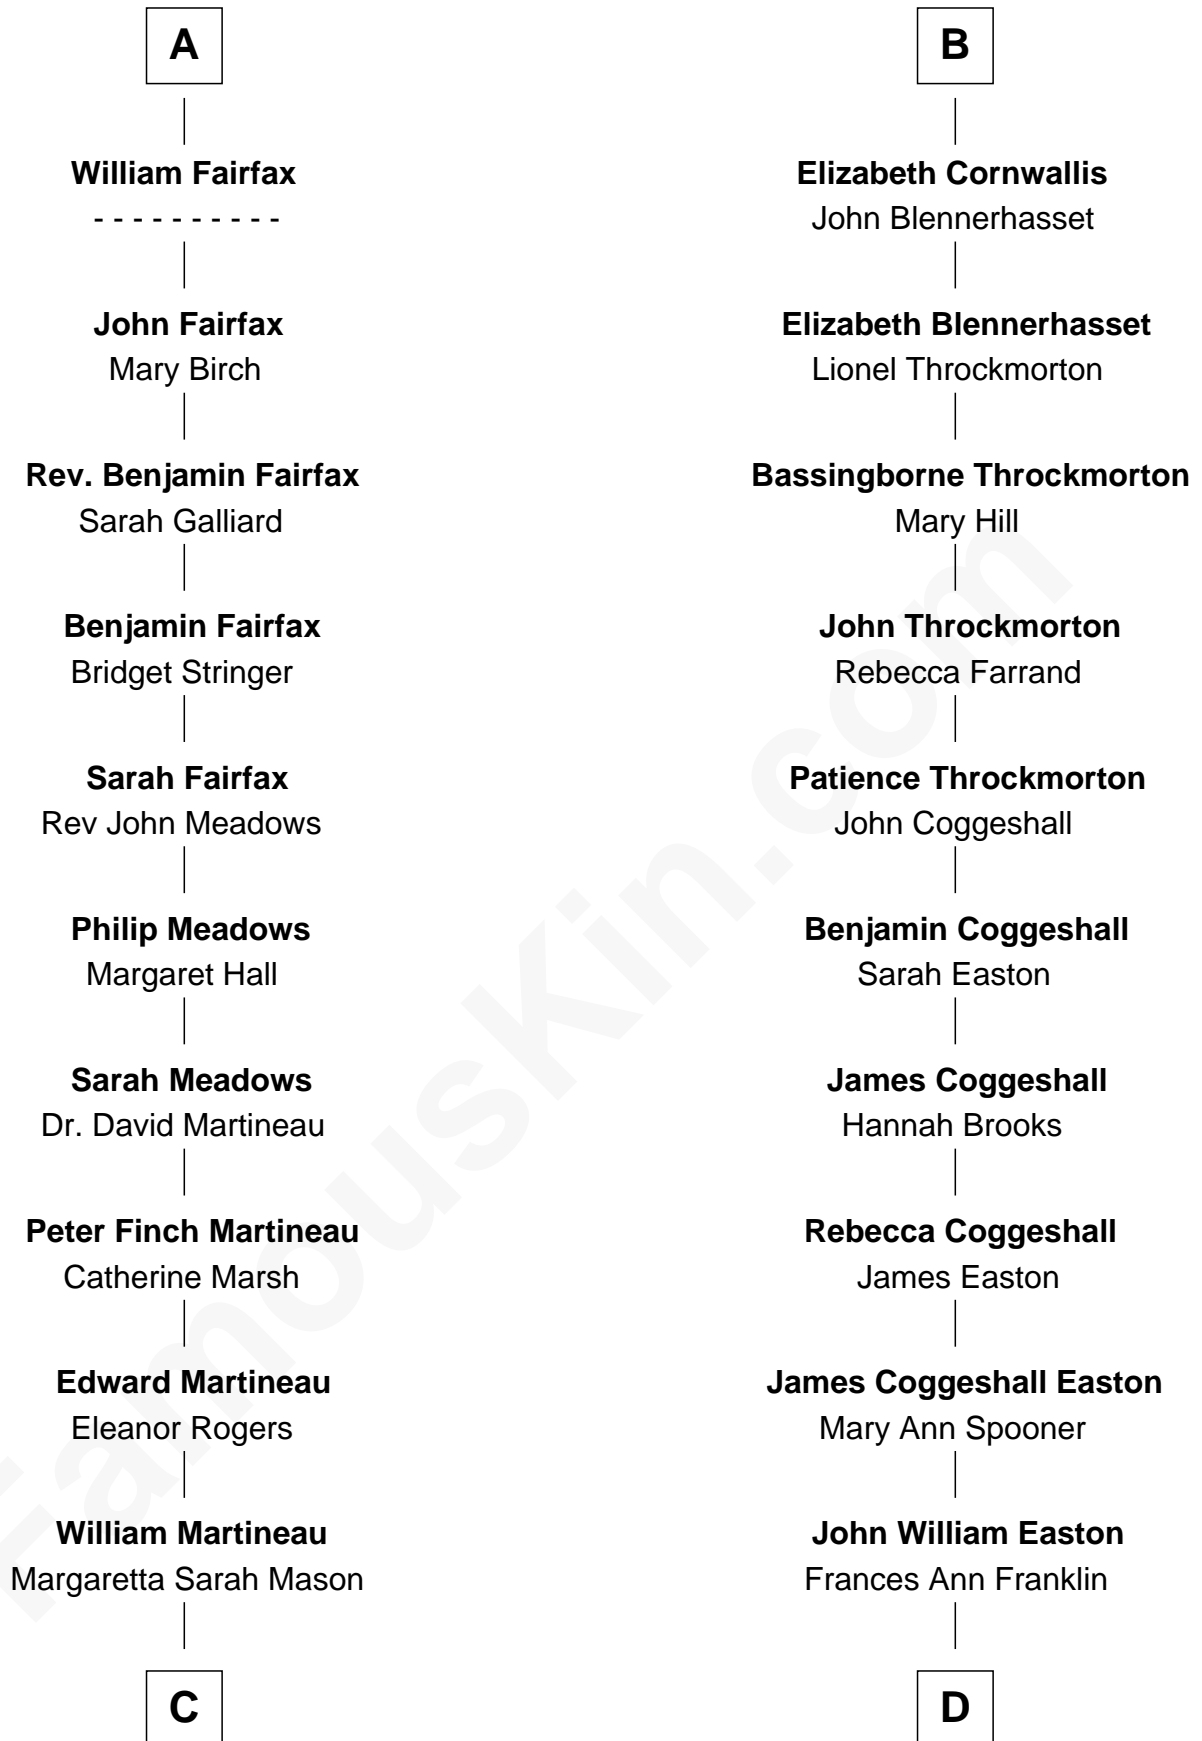 A
William Fairfax
- - - - - - - - - -
John Fairfax
Mary Birch
Rev. Benjamin Fairfax
Sarah Galliard
Benjamin Fairfax
Bridget Stringer
Sarah Fairfax
Rev John Meadows
Philip Meadows
Margaret Hall
Sarah Meadows
Dr. David Martineau
Peter Finch Martineau
Catherine Marsh
Edward Martineau
Eleanor Rogers
William Martineau
Margaretta Sarah Mason
C
B
Elizabeth Cornwallis
John Blennerhasset
Elizabeth Blennerhasset
Lionel Throckmorton
Bassingborne Throckmorton
Mary Hill
John Throckmorton
Rebecca Farrand
Patience Throckmorton
John Coggeshall
Benjamin Coggeshall
Sarah Easton
James Coggeshall
Hannah Brooks
Rebecca Coggeshall
James Easton
James Coggeshall Easton
Mary Ann Spooner
John William Easton
Frances Ann Franklin
D
FamousKin.com